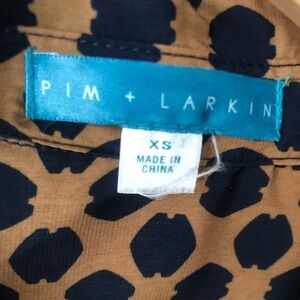 PIM + LARKIN
XS
MADE IN
CHINA